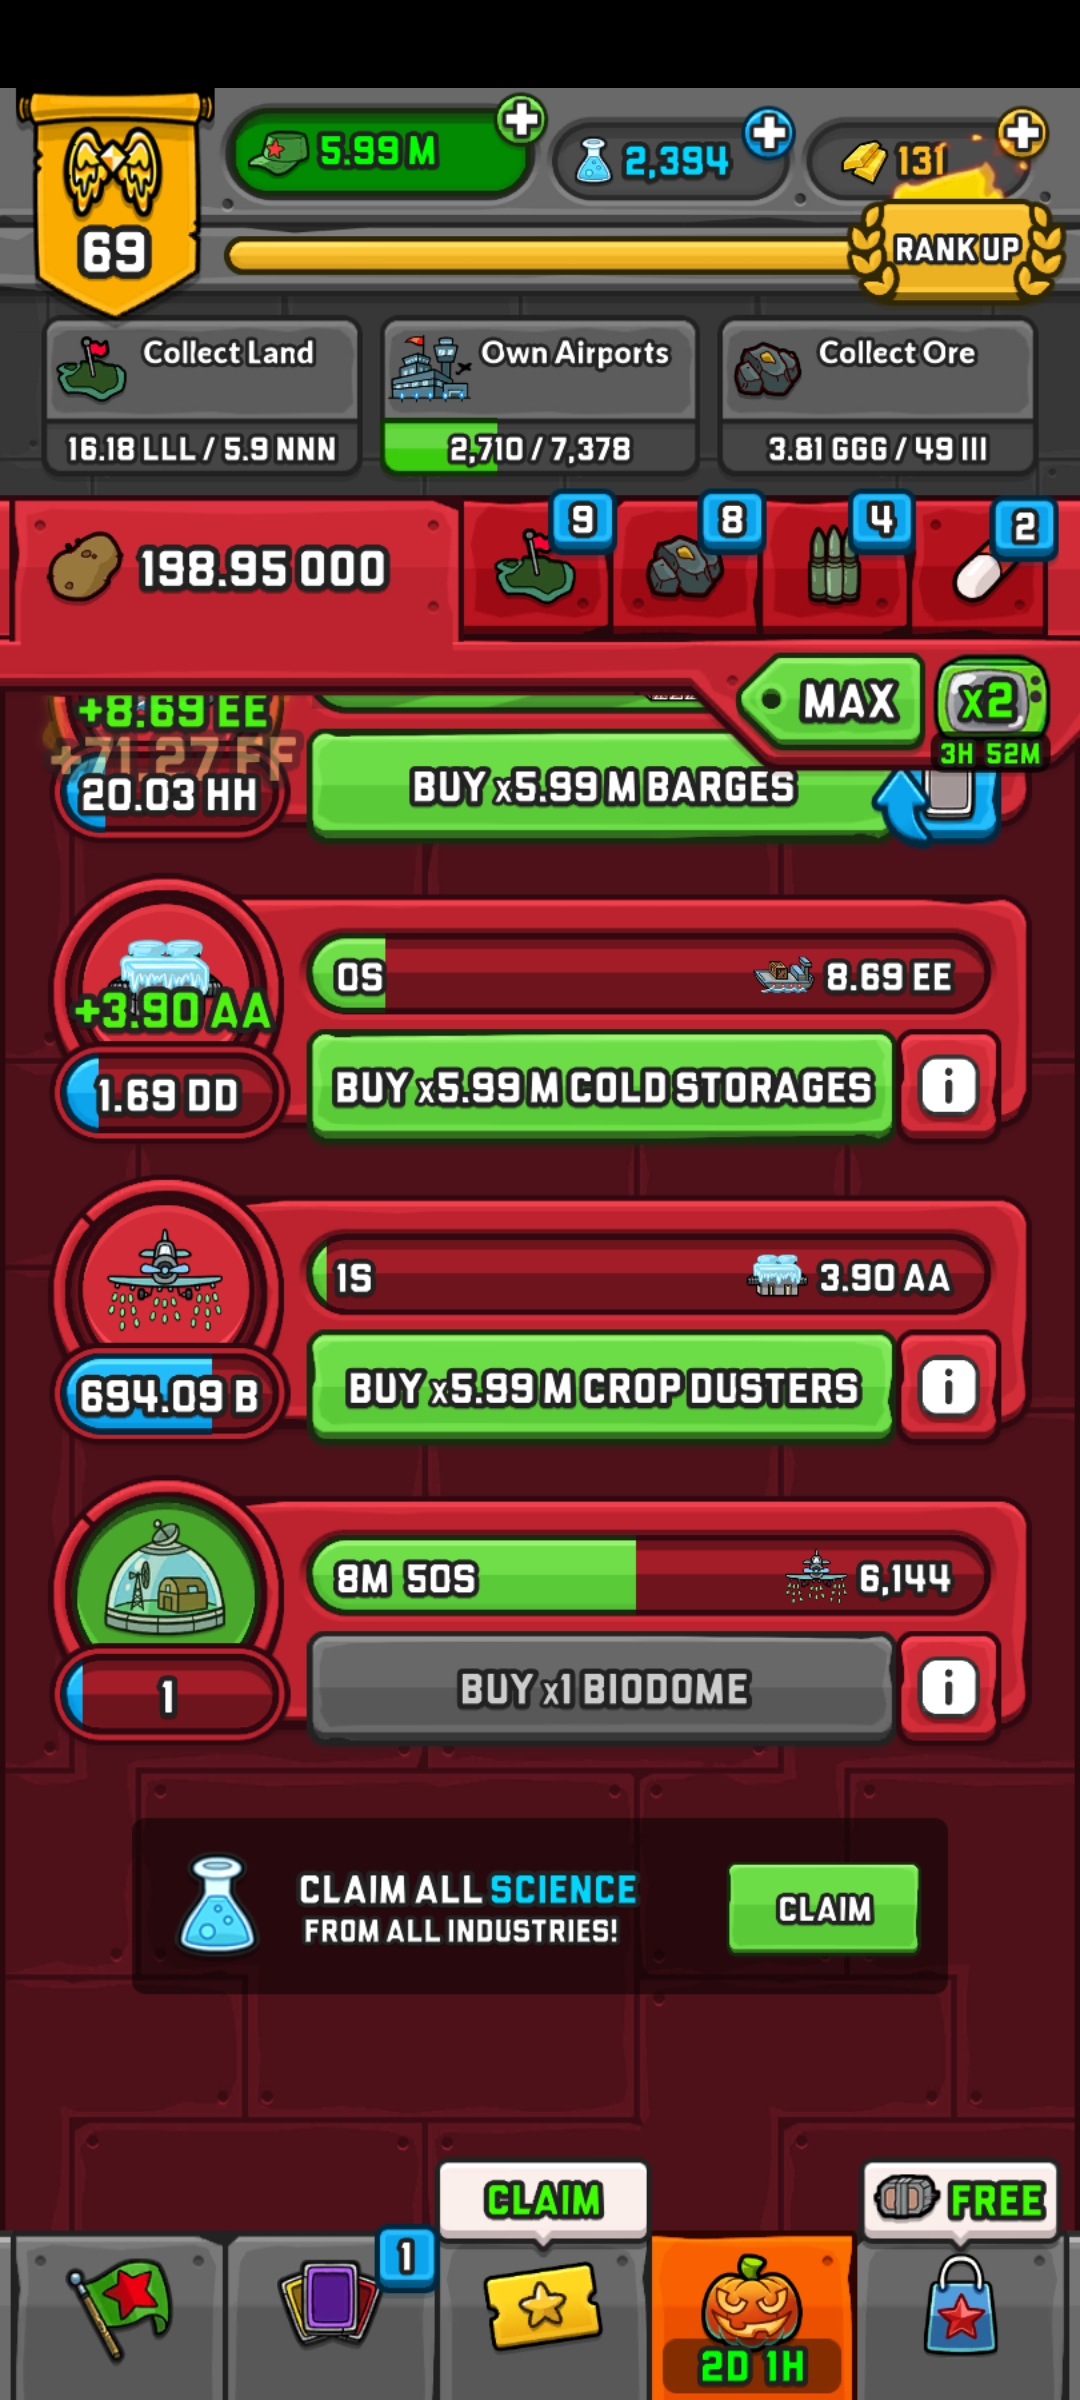 69
5.99 M
2,394
131
RANK UP
Collect Land
16.18 LLL / 5.9 NNN
Own Airports
2,710 / 7,378
Collect Ore
3.81 GGG / 49 III
198.95 OOO
9
8
4
2
MAX
x2
3H 52M
+8.69 EE
+71.27 FF
20.03 HH
BUY x5.99 M BARGES
+3.90 AA
1.69 DD
0S
8.69 EE
BUY x5.99 M COLD STORAGES
i
694.09 B
1S
3.90 AA
BUY x5.99 M CROP DUSTERS
i
1
8M 50S
6,144
BUY x1 BIODOME
i
CLAIM ALL SCIENCE
FROM ALL INDUSTRIES!
CLAIM
CLAIM
FREE
1
2D 1H